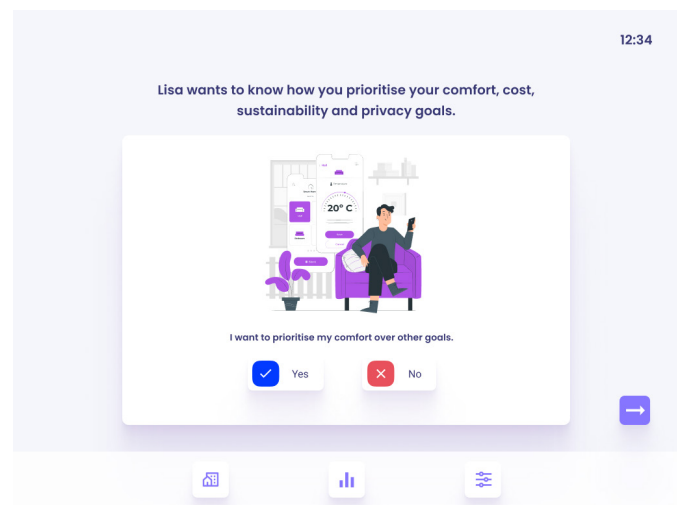 12:34
Lisa wants to know how you prioritise your comfort, cost,
sustainability and privacy goals.
20° C
I want to prioritise my comfort over other goals.
Yes
No